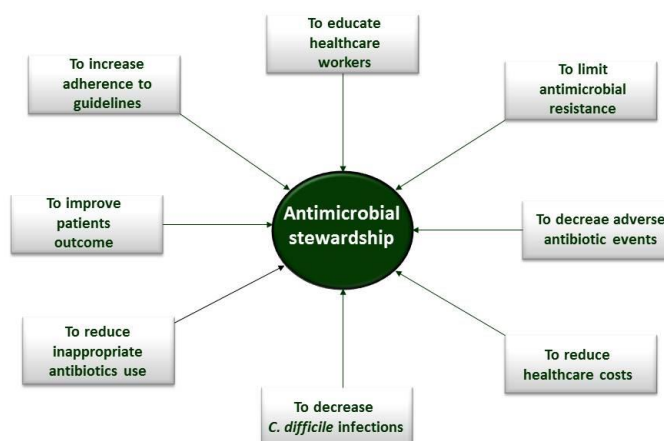 To educate
healthcare
workers
To increase
adherence to
guidelines
To limit
antimicrobial
resistance
To improve
patients
outcome
Antimicrobial
stewardship
To decreae adverse
antibiotic events
To reduce
inappropriate
antibiotics use
To reduce
healthcare costs
To decrease
C. difficile infections